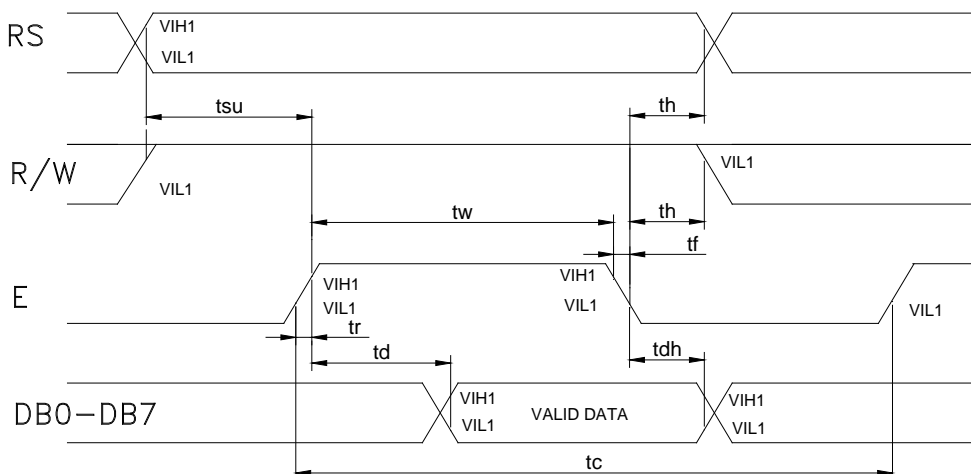 RS
VIH1
VIL1
tsu
th
R/W
VIL1
VIL1
tw
th
tf
E
VIH1
VIL1
VIH1
VIL1
VIL1
tr
td
tdh
DB0-DB7
VIH1
VIL1
VALID DATA
VIH1
VIL1
tc